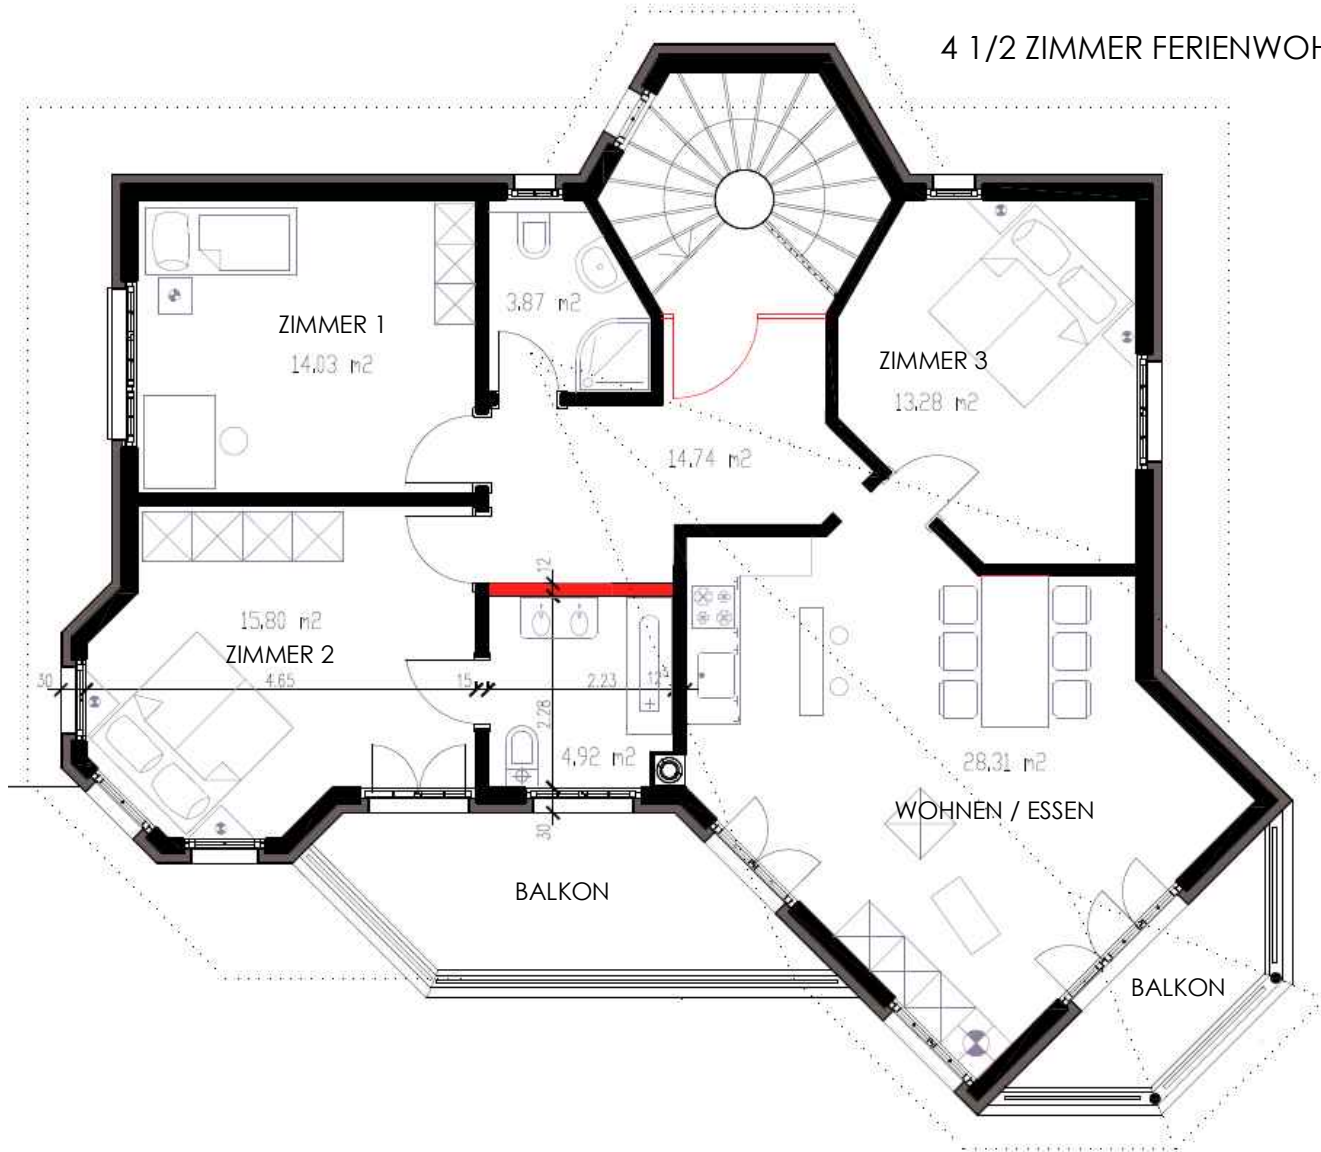 4 1/2 ZIMMER FERIENWOH
3.87 m2
ZIMMER 1
14.03 m2
ZIMMER 3
13.28 m2
14.74 m2
12
15.80 m2
ZIMMER 2
30
4.65
15
2.23
12
2.28
4.92 m2
28.31 m2
WOHNEN / ESSEN
30
BALKON
BALKON